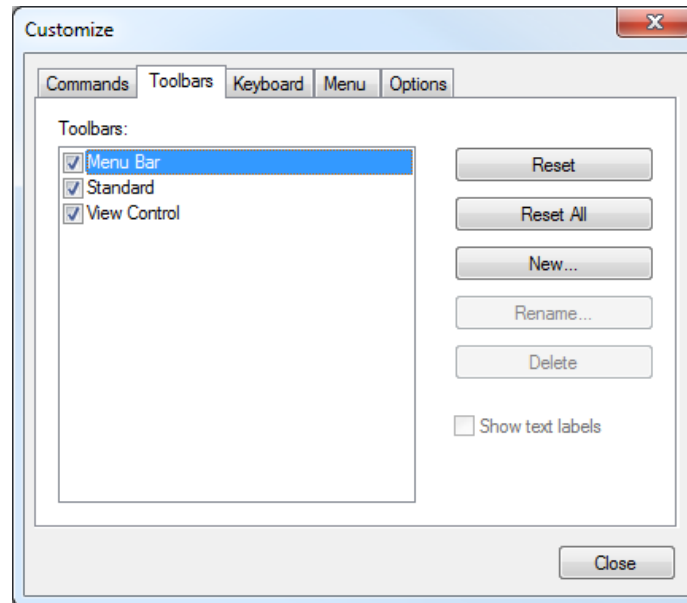 Customize
Commands Toolbars Keyboard Menu Options
Toolbars:
Menu Bar
Standard
View Control
Reset
Reset All
New...
Rename...
Delete
Show text labels
Close